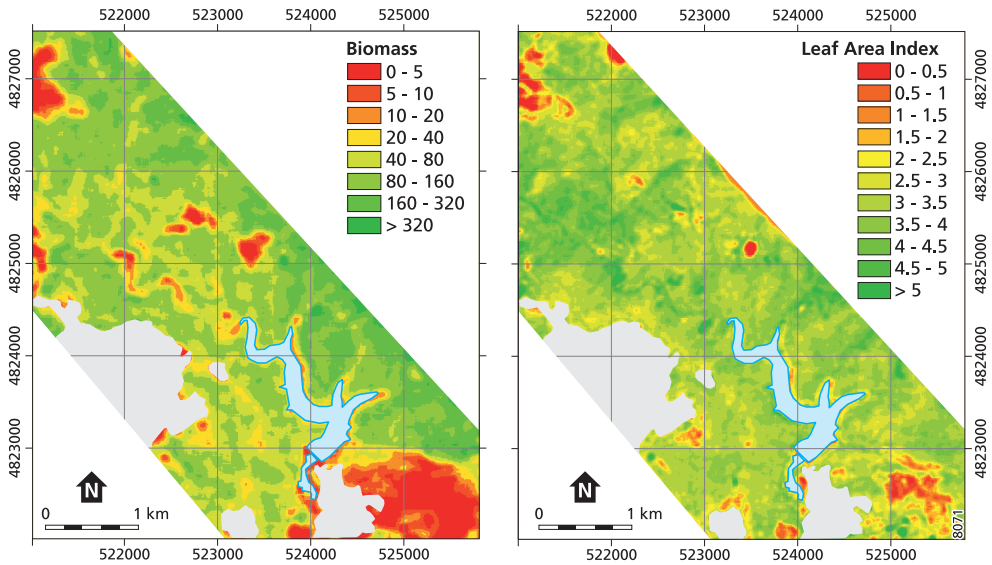 522000 523000 524000 525000
Biomass
0 - 5
5 - 10
10 - 20
20 - 40
40 - 80
80 - 160
160 - 320
> 320
4827000
4826000
4825000
4824000
4823000
N
0 1 km
522000 523000 524000 525000
522000 523000 524000 525000
Leaf Area Index
0 - 0.5
0.5 - 1
1 - 1.5
1.5 - 2
2 - 2.5
2.5 - 3
3 - 3.5
3.5 - 4
4 - 4.5
4.5 - 5
> 5
4827000
4826000
4825000
4824000
4823000
N
0 1 km
8071
522000 523000 524000 525000